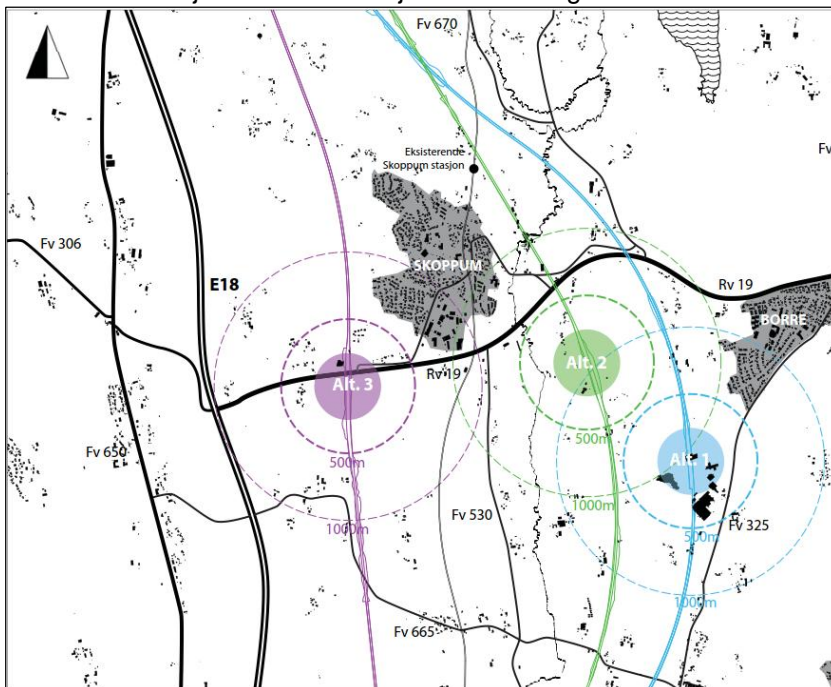 Fv 670
Eksisterende
Skoppum stasjon
Fv
Fv 306
SKOPPUM
E18
Rv 19
BORRE
Alt. 2
Alt. 3
Rv 19
500m
500m
Alt. 1
Fv 650
1000m
1000m
Fv 530
Fv 325
500m
1000m
Fv 665